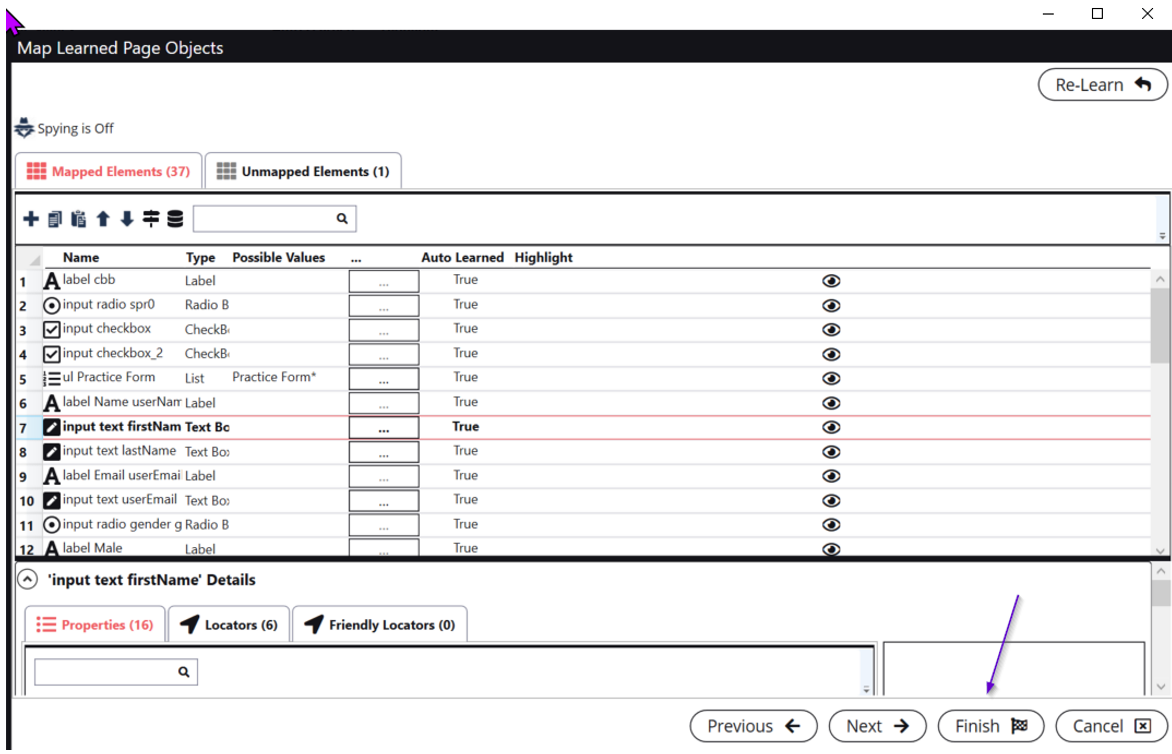 Map Learned Page Objects
Re-Learn
Spying is Off
Mapped Elements (37) Unmapped Elements (1)
Name Type Possible Values ... Auto Learned Highlight
1 label cbb Label ... True
2 input radio spr0 Radio B ... True
3 input checkbox CheckB ... True
4 input checkbox_2 CheckB ... True
5 ul Practice Form List Practice Form* ... True
6 label Name userNam Label ... True
7 input text firstNam Text Bo ... True
8 input text lastName Text Bo ... True
9 label Email userEmai Label ... True
10 input text userEmail Text Bo ... True
11 input radio gender g Radio B ... True
12 label Male Label ... True
'input text firstName' Details
Properties (16) Locators (6) Friendly Locators (0)
Previous Next Finish Cancel